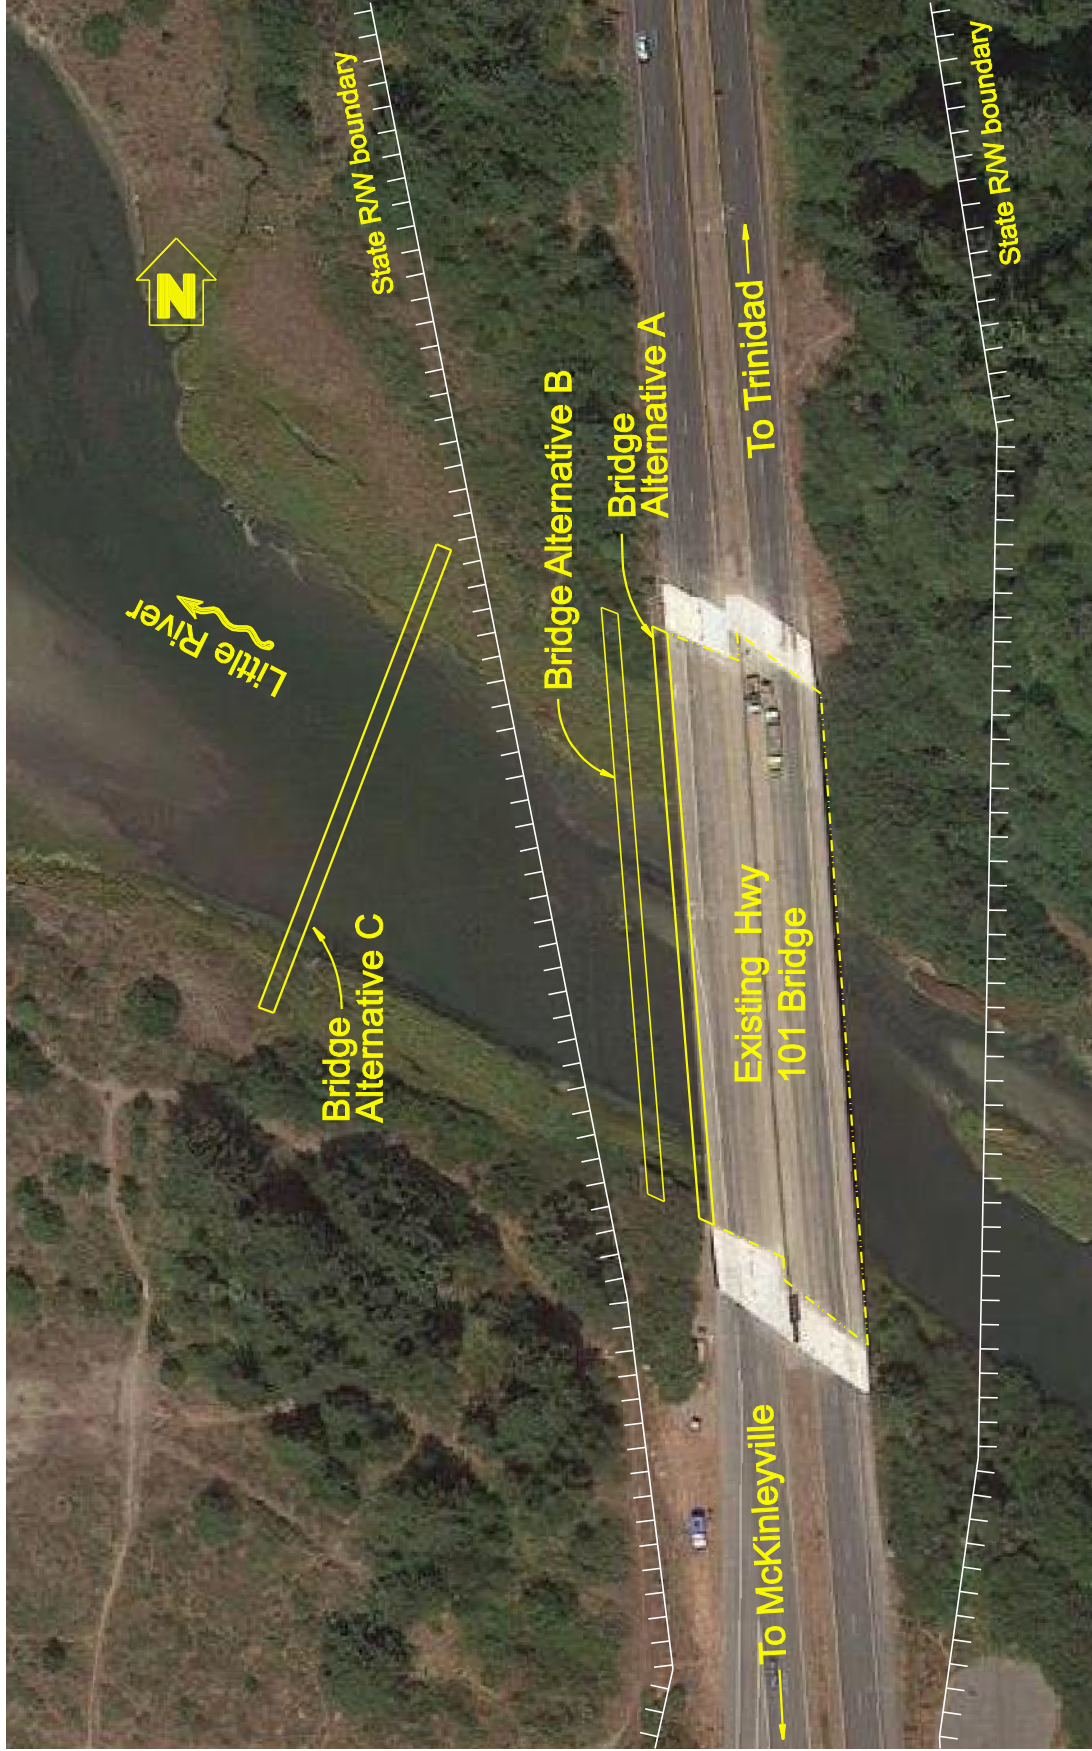 State R/W boundary
State R/W boundary
N
Little River
Bridge Alternative B
Bridge
Alternative A
To Trinidad
Bridge
Alternative C
Existing Hwy
101 Bridge
To McKinleyville